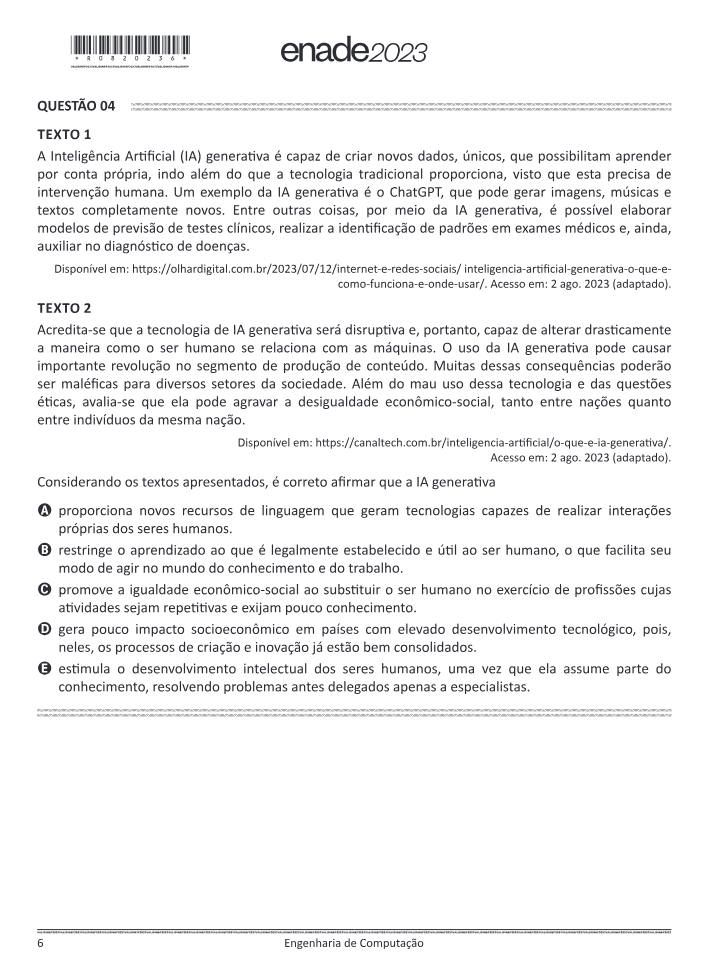 *R0820236*
enade2023
QUESTÃO 04
TEXTO 1
A Inteligência Artificial (IA) generativa é capaz de criar novos dados, únicos, que possibilitam aprender
por conta própria, indo além do que a tecnologia tradicional proporciona, visto que esta precisa de
intervenção humana. Um exemplo da IA generativa é o ChatGPT, que pode gerar imagens, músicas e
textos completamente novos. Entre outras coisas, por meio da IA generativa, é possível elaborar
modelos de previsão de testes clínicos, realizar a identificação de padrões em exames médicos e, ainda,
auxiliar no diagnóstico de doenças.
Disponível em: https://olhardigital.com.br/2023/07/12/internet-e-redes-sociais/ inteligencia-artificial-generativa-o-que-e-
como-funciona-e-onde-usar/. Acesso em: 2 ago. 2023 (adaptado).
TEXTO 2
Acredita-se que a tecnologia de IA generativa será disruptiva e, portanto, capaz de alterar drasticamente
a maneira como o ser humano se relaciona com as máquinas. O uso da IA generativa pode causar
importante revolução no segmento de produção de conteúdo. Muitas dessas consequências poderão
ser maléficas para diversos setores da sociedade. Além do mau uso dessa tecnologia e das questões
éticas, avalia-se que ela pode agravar a desigualdade econômico-social, tanto entre nações quanto
entre indivíduos da mesma nação.
Disponível em: https://canaltech.com.br/inteligencia-artificial/o-que-e-ia-generativa/.
Acesso em: 2 ago. 2023 (adaptado).
Considerando os textos apresentados, é correto afirmar que a IA generativa
A proporciona novos recursos de linguagem que geram tecnologias capazes de realizar interações
próprias dos seres humanos.
B restringe o aprendizado ao que é legalmente estabelecido e útil ao ser humano, o que facilita seu
modo de agir no mundo do conhecimento e do trabalho.
C promove a igualdade econômico-social ao substituir o ser humano no exercício de profissões cujas
atividades sejam repetitivas e exijam pouco conhecimento.
D gera pouco impacto socioeconômico em países com elevado desenvolvimento tecnológico, pois,
neles, os processos de criação e inovação já estão bem consolidados.
E estimula o desenvolvimento intelectual dos seres humanos, uma vez que ela assume parte do
conhecimento, resolvendo problemas antes delegados apenas a especialistas.
6
Engenharia de Computação